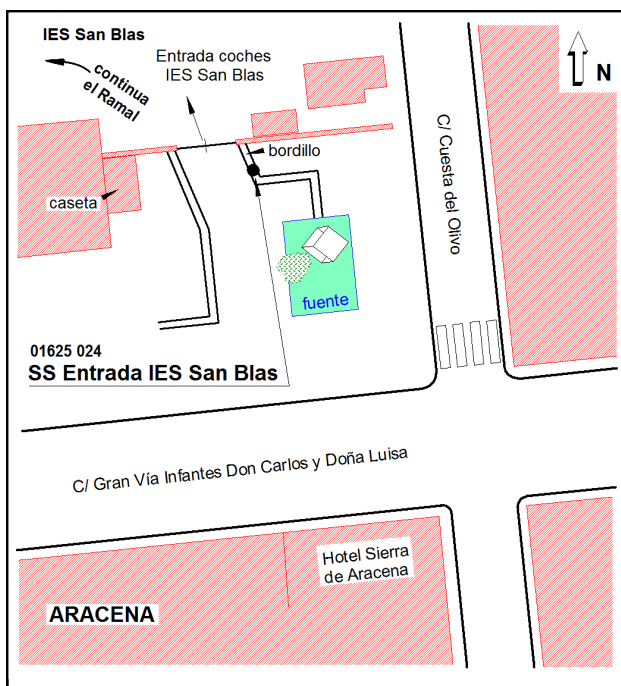 IES San Blas
continua
el Ramal
Entrada coches
IES San Blas
N
bordillo
C/ Cuesta del Olivo
caseta
fuente
01625 024
SS Entrada IES San Blas
C/ Gran Vía Infantes Don Carlos y Doña Luisa
Hotel Sierra
de Aracena
ARACENA